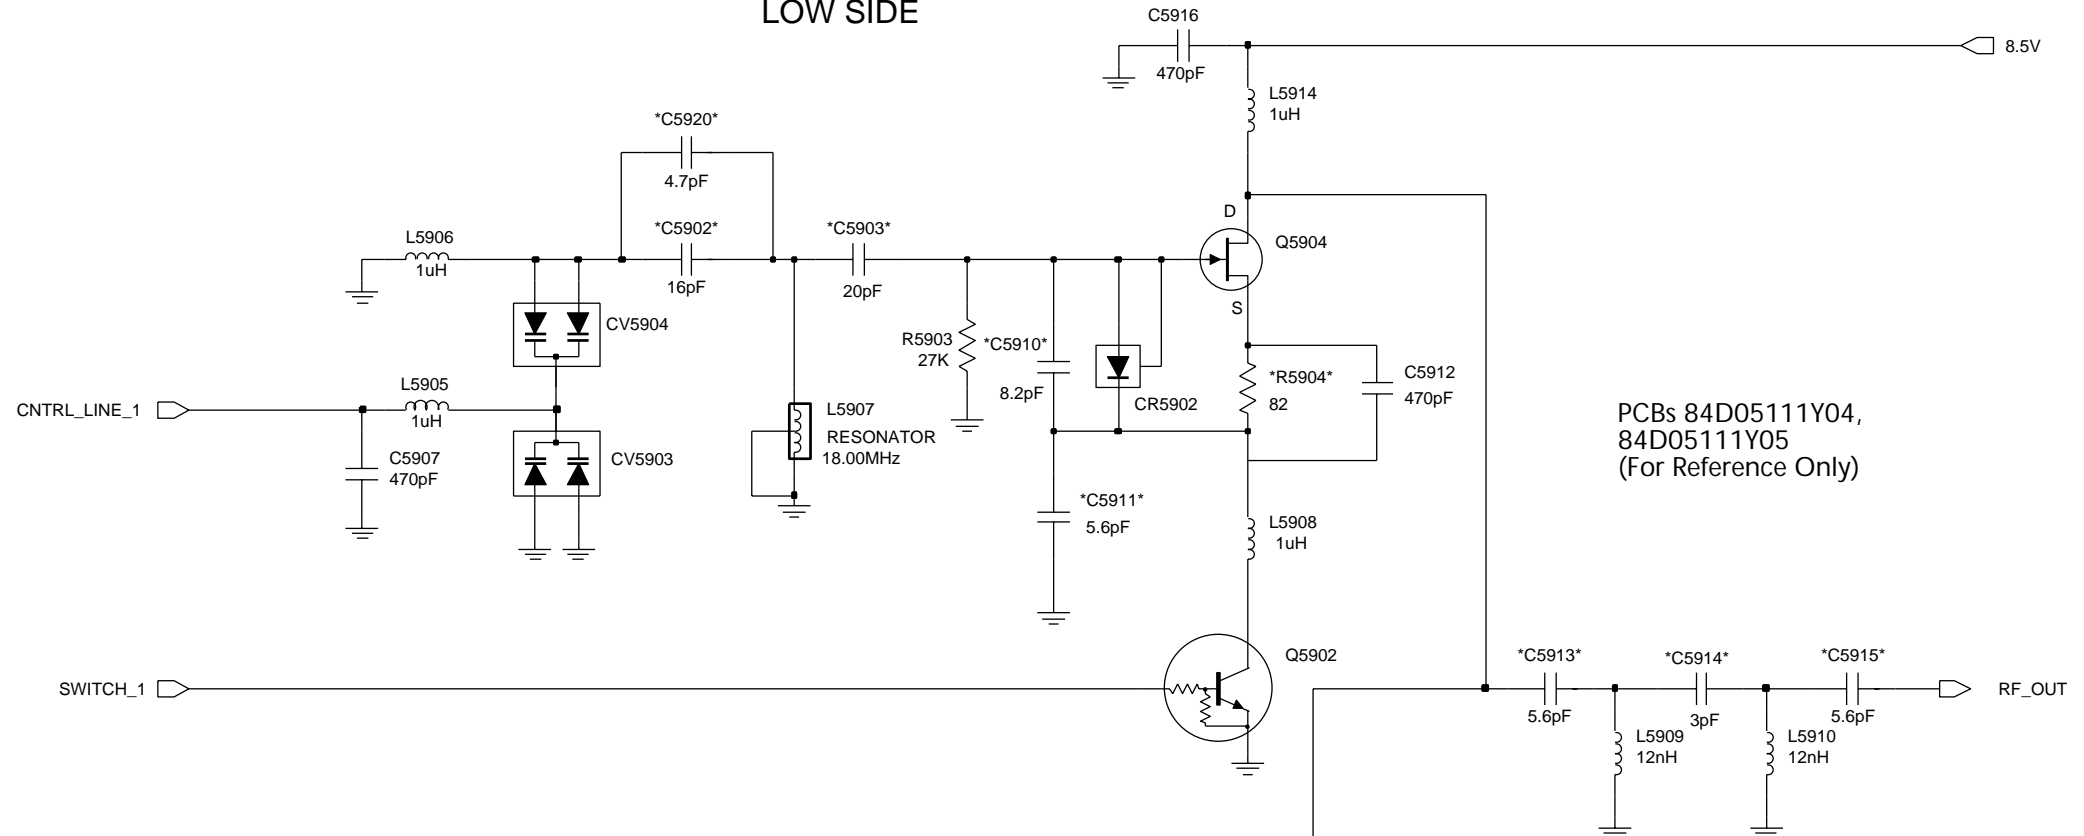 LOW SIDE
C5916
470pF
8.5V
L5914
1uH
*C5920*
4.7pF
L5906
1uH
*C5902*
16pF
*C5903*
20pF
D
Q5904
S
CV5904
R5903
27K
*C5910*
8.2pF
CR5902
*R5904*
82
C5912
470pF
CNTRL_LINE_1
L5905
1uH
L5907
RESONATOR
18.00MHz
C5907
470pF
CV5903
PCBs 84D05111Y04,
84D05111Y05
(For Reference Only)
*C5911*
5.6pF
L5908
1uH
SWITCH_1
Q5902
*C5913*
5.6pF
*C5914*
3pF
*C5915*
5.6pF
RF_OUT
L5909
12nH
L5910
12nH